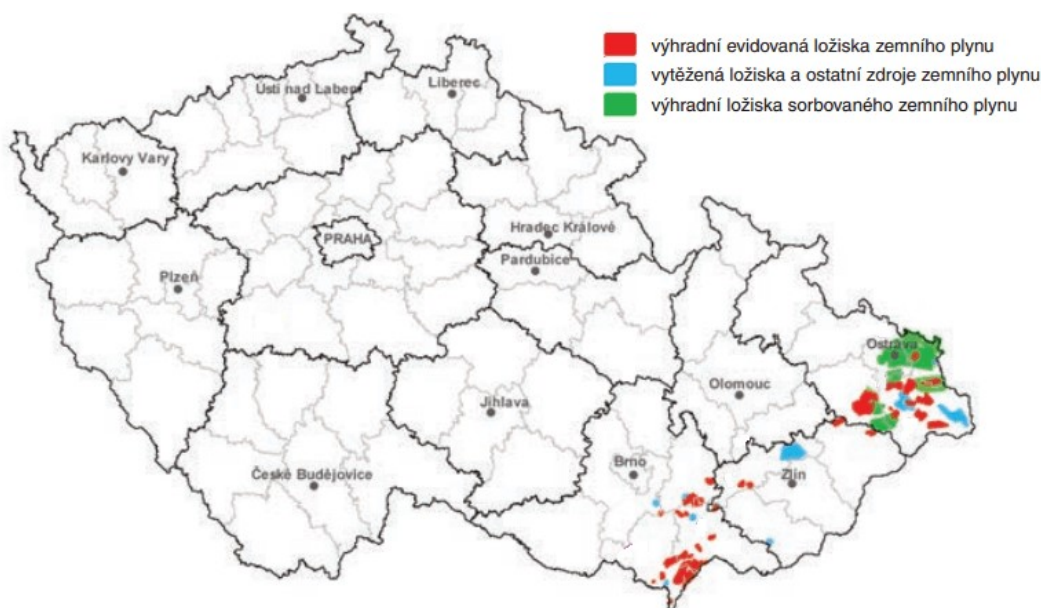 výhradní evidovaná ložiska zemního plynu
vytěžená ložiska a ostatní zdroje zemního plynu
výhradní ložiska sorbovaného zemního plynu
Ústí nad Labem
Liberec
Karlovy Vary
PRAHA
Hradec Králové
Pardubice
Plzeň
Ostrava
Olomouc
Jihlava
Brno
Zlín
České Budějovice